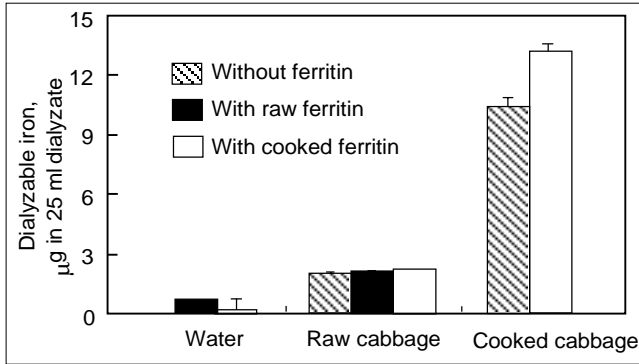 Dialyzable iron,
µg in 25 ml dialyzate
15
12
9
6
3
0
Without ferritin
With raw ferritin
With cooked ferritin
Water
Raw cabbage
Cooked cabbage